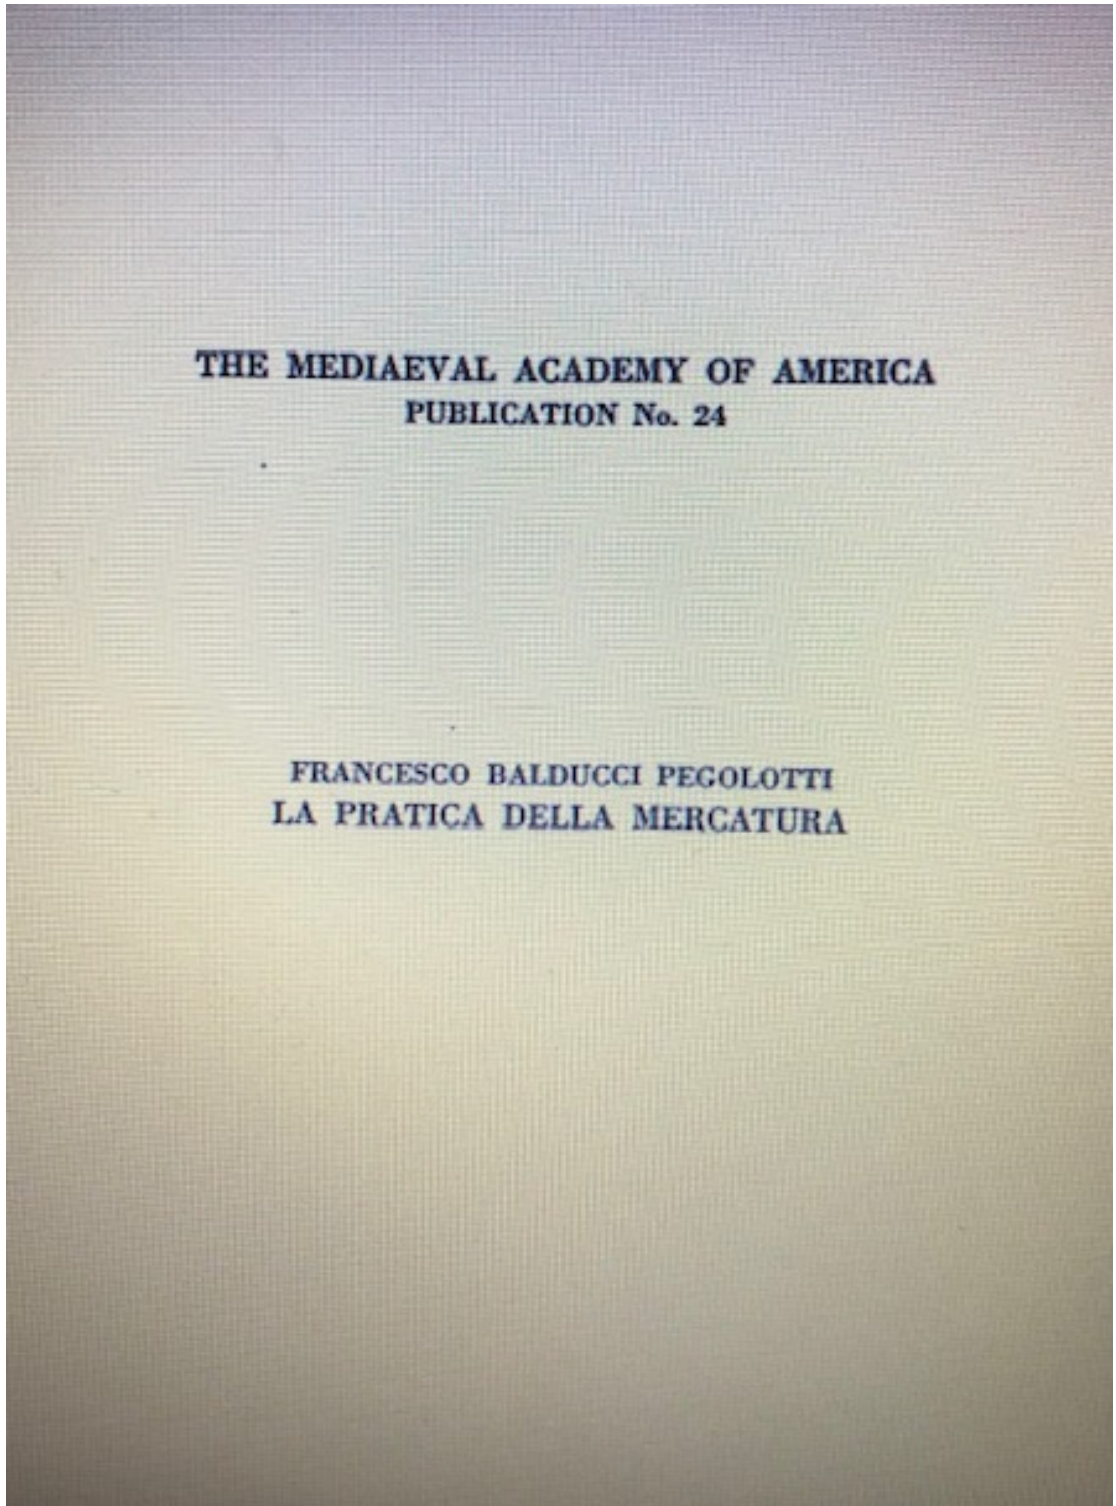 THE MEDIAEVAL ACADEMY OF AMERICA
PUBLICATION No. 24
FRANCESCO BALDUCCI PEGOLOTTI
LA PRATICA DELLA MERCATURA